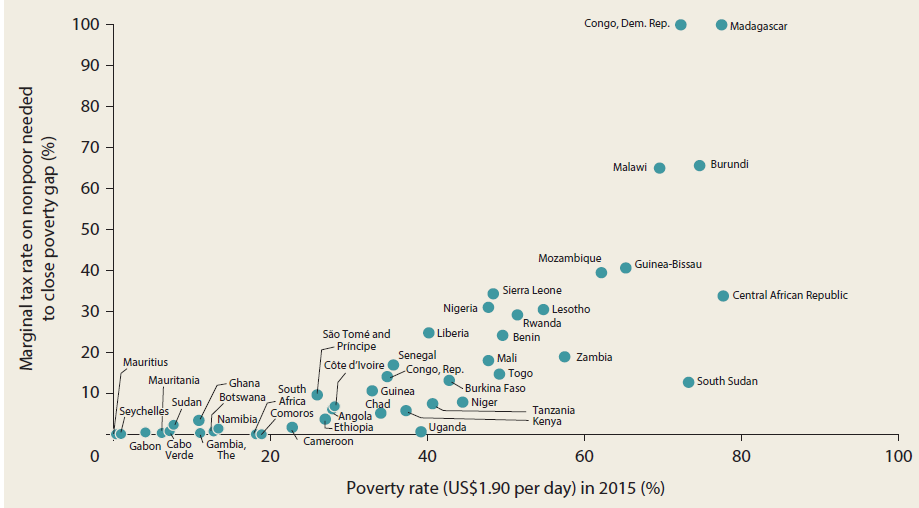 Marginal tax rate on nonpoor needed
to close poverty gap (%)
100
90
80
70
60
50
40
30
20
10
0
20
40
60
80
100
Poverty rate (US$1.90 per day) in 2015 (%)
Congo, Dem. Rep.
Madagascar
Malawi
Burundi
Mozambique
Guinea-Bissau
Sierra Leone
Central African Republic
Nigeria
Lesotho
Rwanda
Liberia
Benin
São Tomé and
Príncipe
Senegal
Mali
Zambia
Mauritius
Côte d'Ivoire
Congo, Rep.
Togo
Mauritania
Ghana
South
Africa
Guinea
Burkina Faso
South Sudan
Botswana
Sudan
Chad
Niger
Seychelles
Namibia
Comoros
Angola
Tanzania
Ethiopia
Kenya
Uganda
Gabon
Cabo
Verde
Gambia,
The
Cameroon